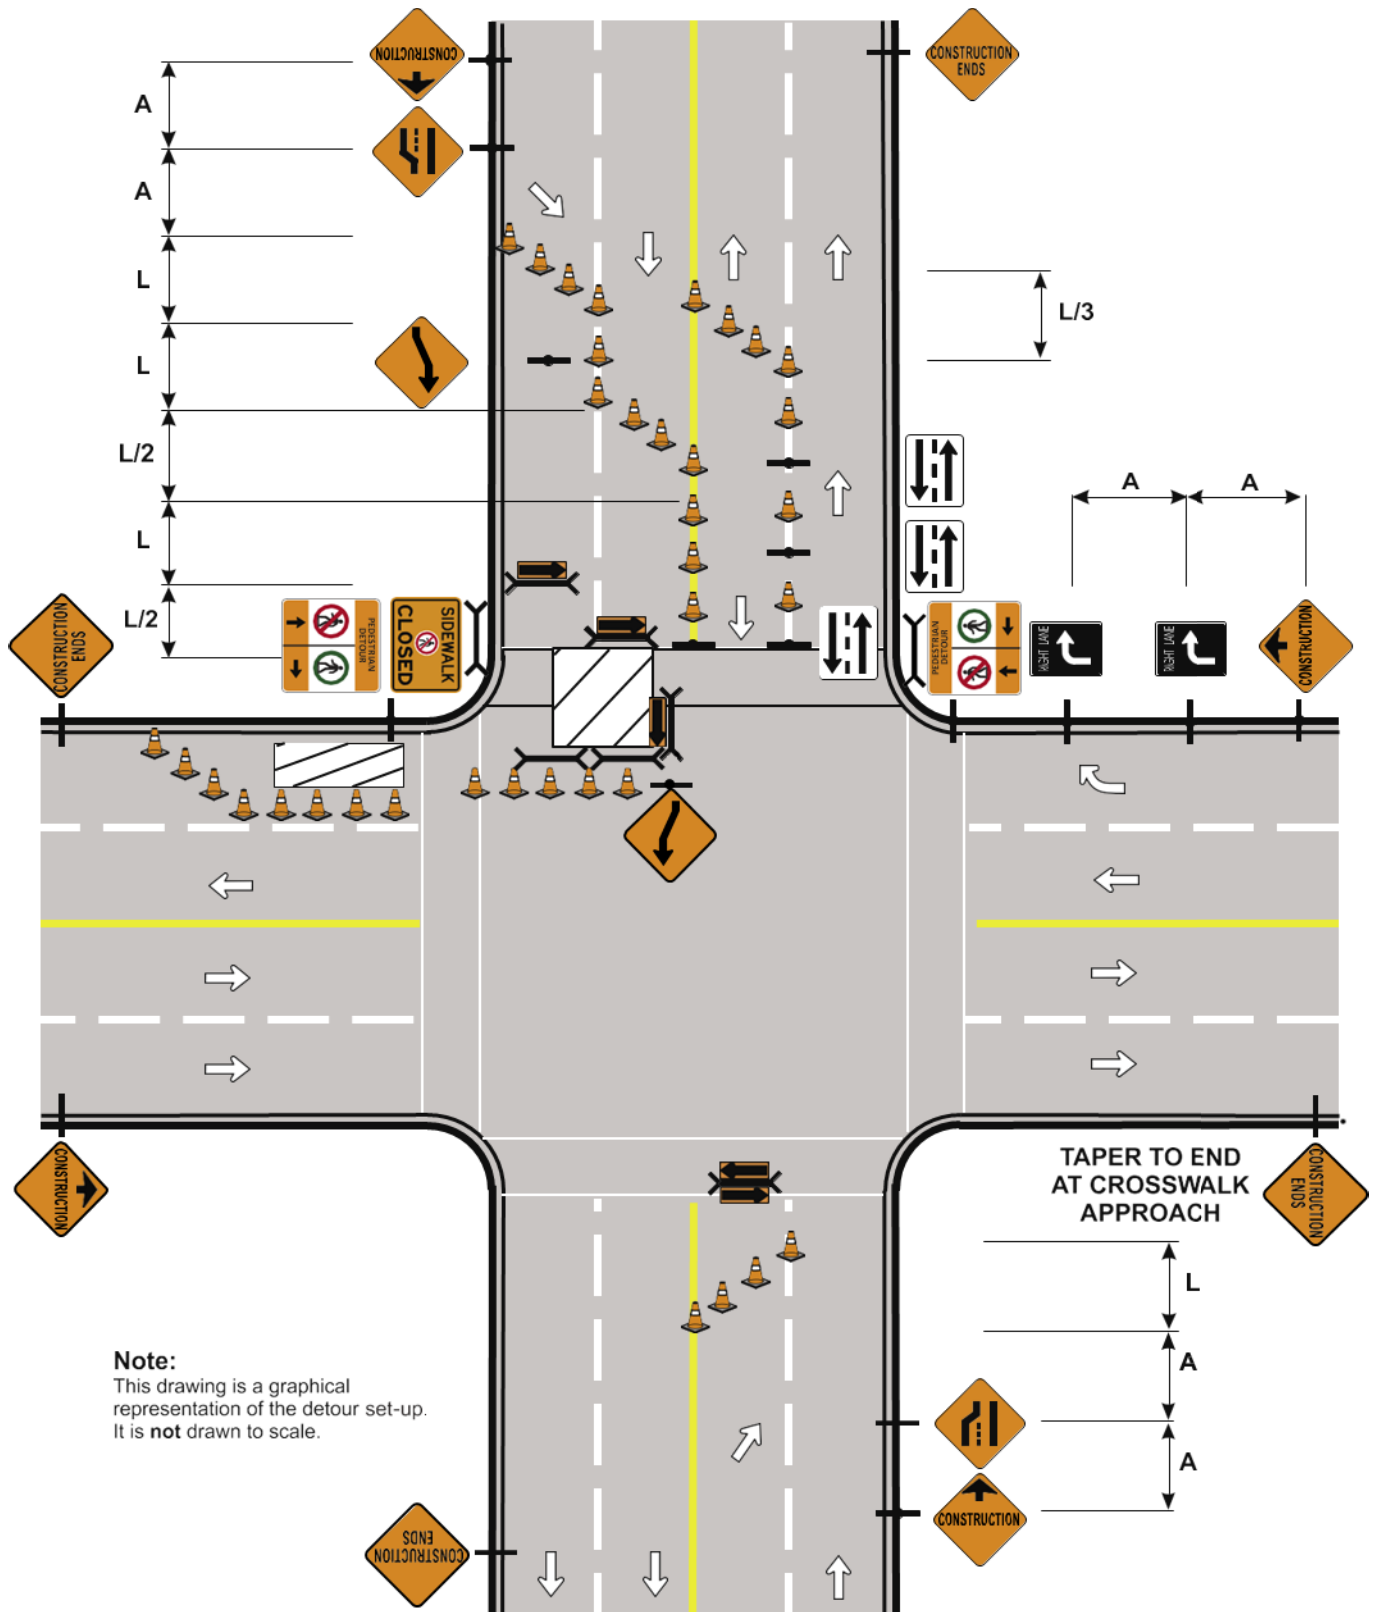 CONSTRUCTION
CONSTRUCTION
ENDS
A
A
L
L/3
L
L/2
A
A
L
L/2
CONSTRUCTION
ENDS
PEDESTRIAN
DETOUR
SIDEWALK
CLOSED
PEDESTRIAN
DETOUR
RIGHT LANE
RIGHT LANE
CONSTRUCTION
CONSTRUCTION
TAPER TO END
AT CROSSWALK
APPROACH
CONSTRUCTION
ENDS
L
A
A
Note:
This drawing is a graphical
representation of the detour set-up.
It is not drawn to scale.
CONSTRUCTION
CONSTRUCTION
ENDS